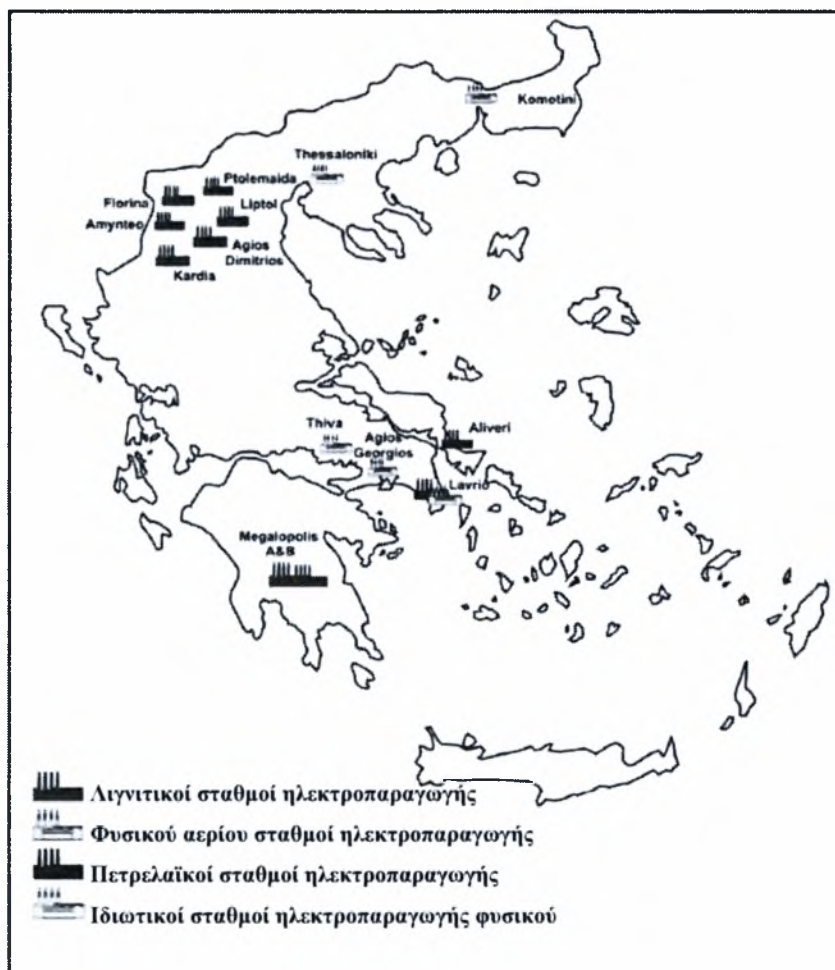 Komotini
Thessaloniki
Ptolemaida
Florina
Liptol
Amynteo
Agios
Dimitrios
Kardia
Thiva
Agios
Georgios
Aliveri
Lavrio
Megalopolis
A&B
Λιγνιτικοί σταθμοί ηλεκτροπαραγωγής
Φυσικού αερίου σταθμοί ηλεκτροπαραγωγής
Πετρελαϊκοί σταθμοί ηλεκτροπαραγωγής
Ιδιωτικοί σταθμοί ηλεκτροπαραγωγής φυσικού